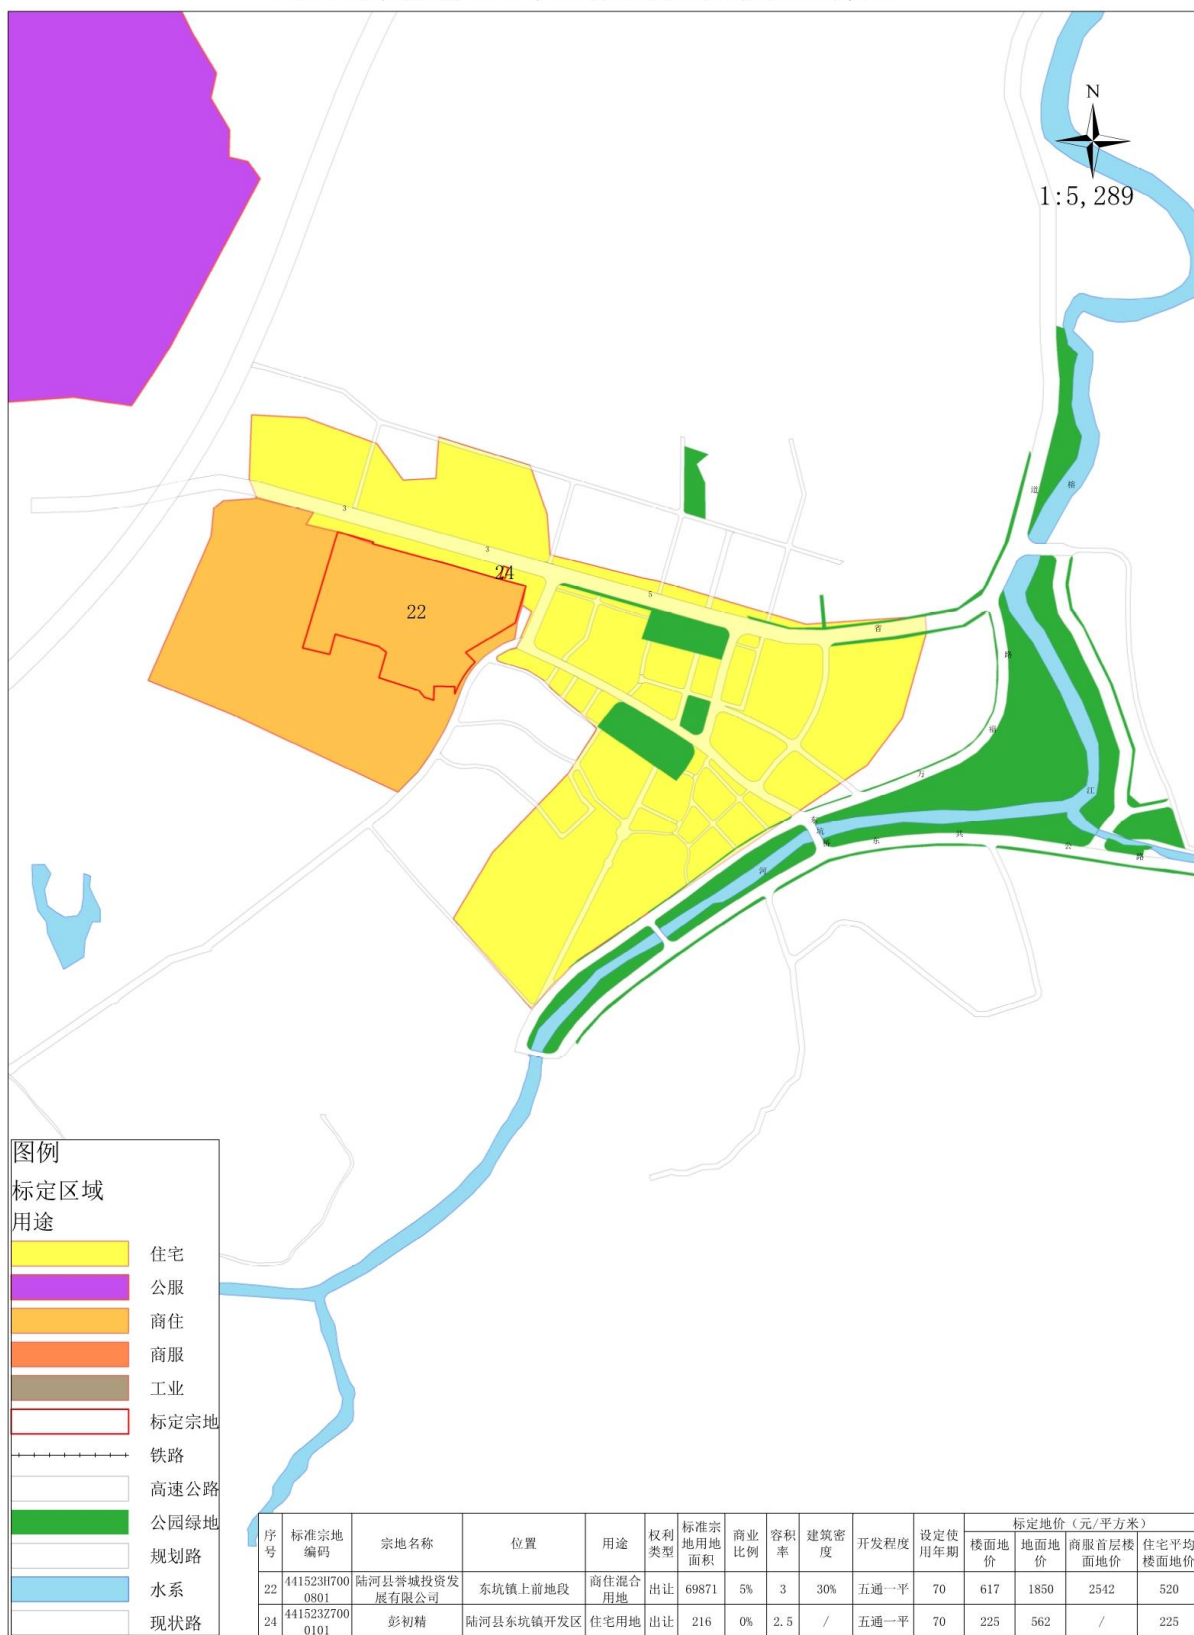 N
1:5,289
道
榕
3
3
24
5
22
省
路
福
万
江
东
坑
桥
东
共
公
路
河
图例
标定区域
用途
住宅
公服
商住
商服
工业
标定宗地
铁路
高速公路
公园绿地
规划路
水系
现状路
序号 标准宗地编码 宗地名称 位置 用途 权利类型 标准宗地用地面积 商业比例 容积率 建筑密度 开发程度 设定使用年期 标定地价（元/平方米）
楼面地价 地面地价 商服首层楼面地价 住宅平均楼面地价
22 441523H7000801 陆河县誉城投资发展有限公司 东坑镇上前地段 商住混合用地 出让 69871 5% 3 30% 五通一平 70 617 1850 2542 520
24 441523Z7000101 彭初精 陆河县东坑镇开发区 住宅用地 出让 216 0% 2.5 / 五通一平 70 225 562 / 225